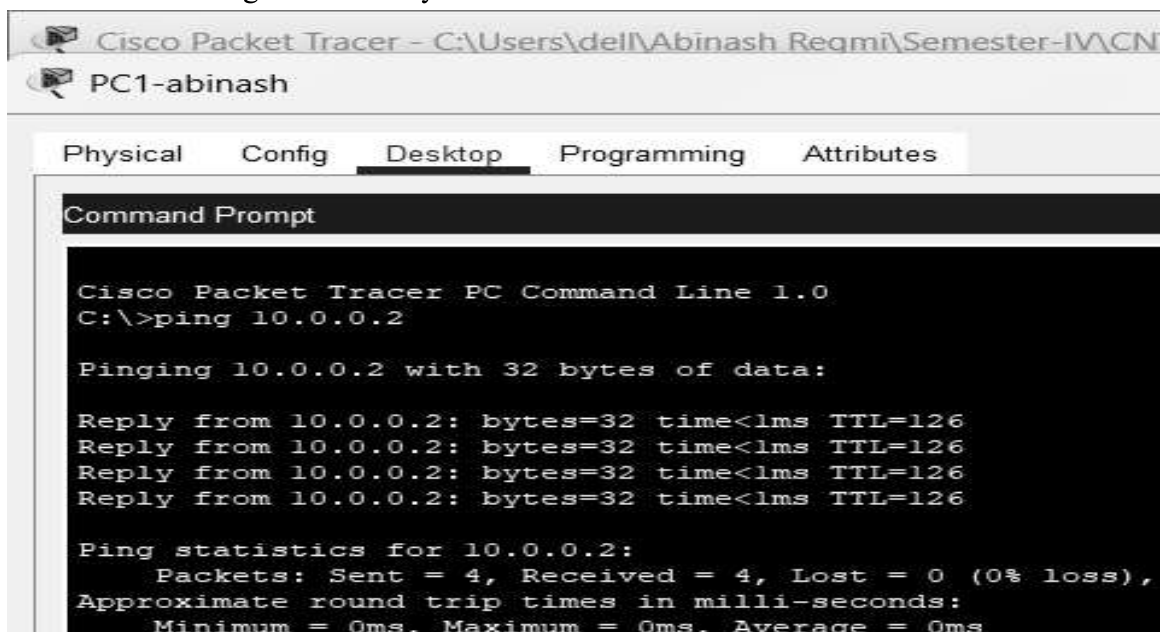 Cisco Packet Tracer - C:\Users\dell\Abinash Regmi\Semester-IV\CN
PC1-abinash
Physical Config Desktop Programming Attributes
Command Prompt
Cisco Packet Tracer PC Command Line 1.0
C:\>ping 10.0.0.2
Pinging 10.0.0.2 with 32 bytes of data:
Reply from 10.0.0.2: bytes=32 time<1ms TTL=126
Reply from 10.0.0.2: bytes=32 time<1ms TTL=126
Reply from 10.0.0.2: bytes=32 time<1ms TTL=126
Reply from 10.0.0.2: bytes=32 time<1ms TTL=126
Ping statistics for 10.0.0.2:
Packets: Sent = 4, Received = 4, Lost = 0 (0% loss),
Approximate round trip times in milli-seconds:
Minimum = 0ms, Maximum = 0ms, Average = 0ms